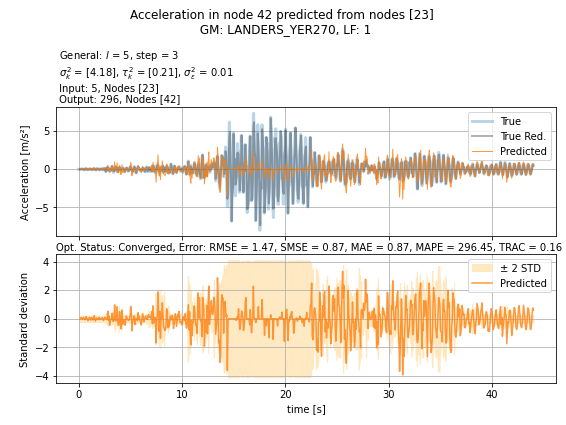 Acceleration in node 42 predicted from nodes [23]
GM: LANDERS_YER270, LF: 1
General: l = 5, step = 3
σ²ₖ = [4.18], τ²ₖ = [0.21], σ²ε = 0.01
Input: 5, Nodes [23]
Output: 296, Nodes [42]
Acceleration [m/s²]
5
0
−5
True
True Red.
Predicted
Opt. Status: Converged, Error: RMSE = 1.47, SMSE = 0.87, MAE = 0.87, MAPE = 296.45, TRAC = 0.16
Standard deviation
4
2
0
−2
−4
± 2 STD
Predicted
0 10 20 30 40
time [s]